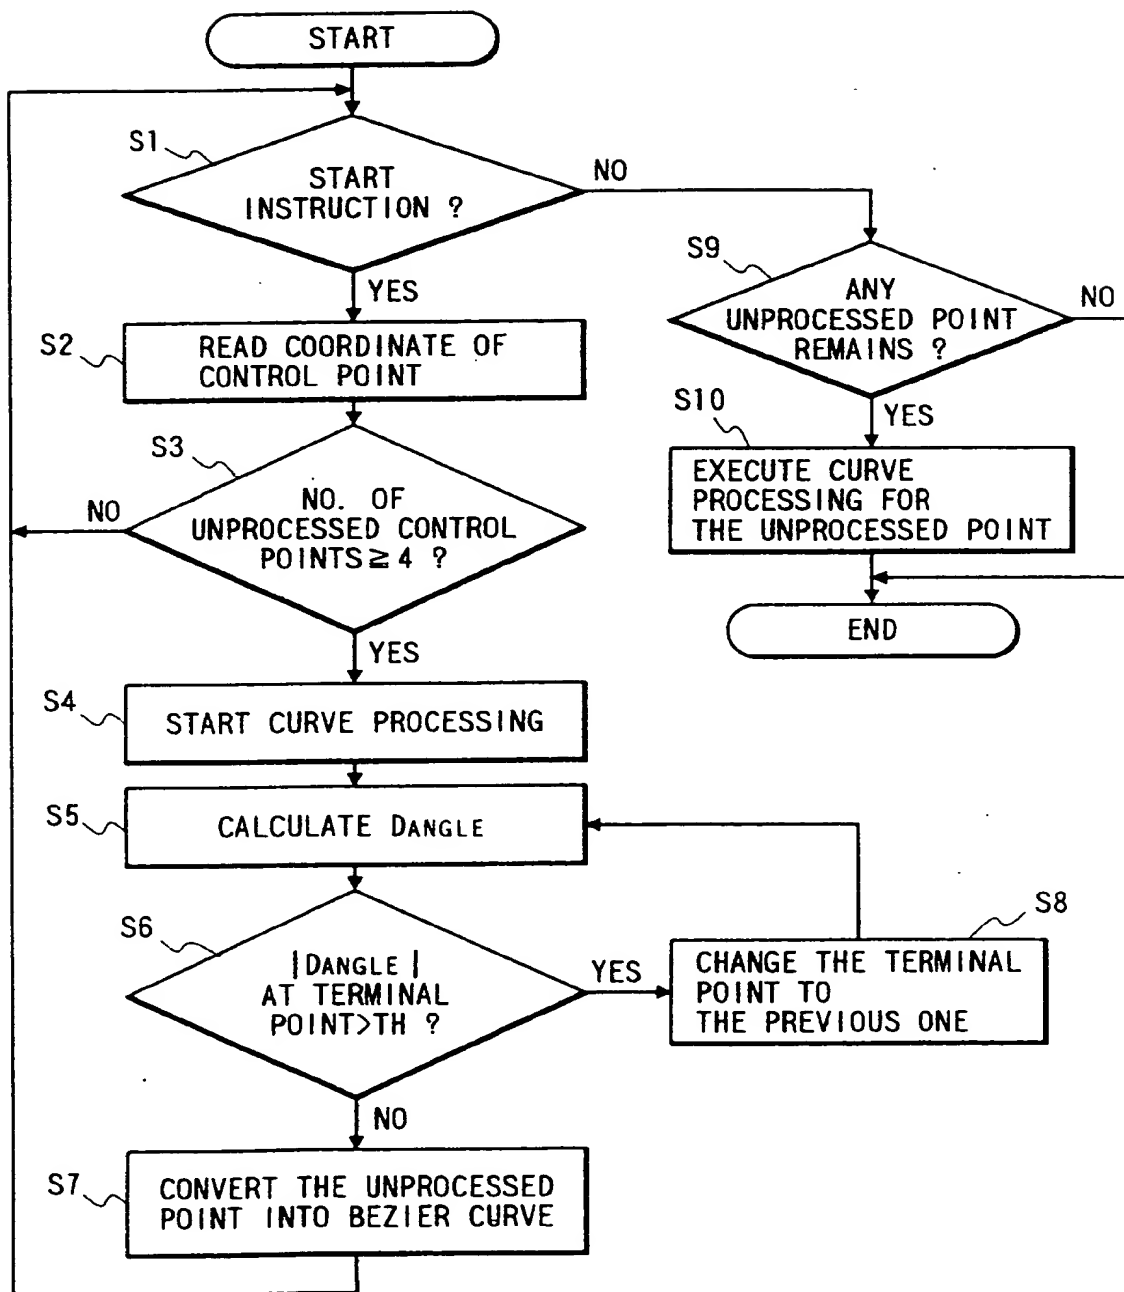 START
S1
START
INSTRUCTION ?
NO
YES
S9
ANY
UNPROCESSED POINT
REMAINS ?
NO
YES
S2
READ COORDINATE OF
CONTROL POINT
S3
NO. OF
UNPROCESSED CONTROL
POINTS ≧ 4 ?
NO
YES
S10
EXECUTE CURVE
PROCESSING FOR
THE UNPROCESSED POINT
END
S4
START CURVE PROCESSING
S5
CALCULATE DANGLE
S6
|DANGLE|
AT TERMINAL
POINT>TH ?
YES
S8
CHANGE THE TERMINAL
POINT TO
THE PREVIOUS ONE
NO
S7
CONVERT THE UNPROCESSED
POINT INTO BEZIER CURVE